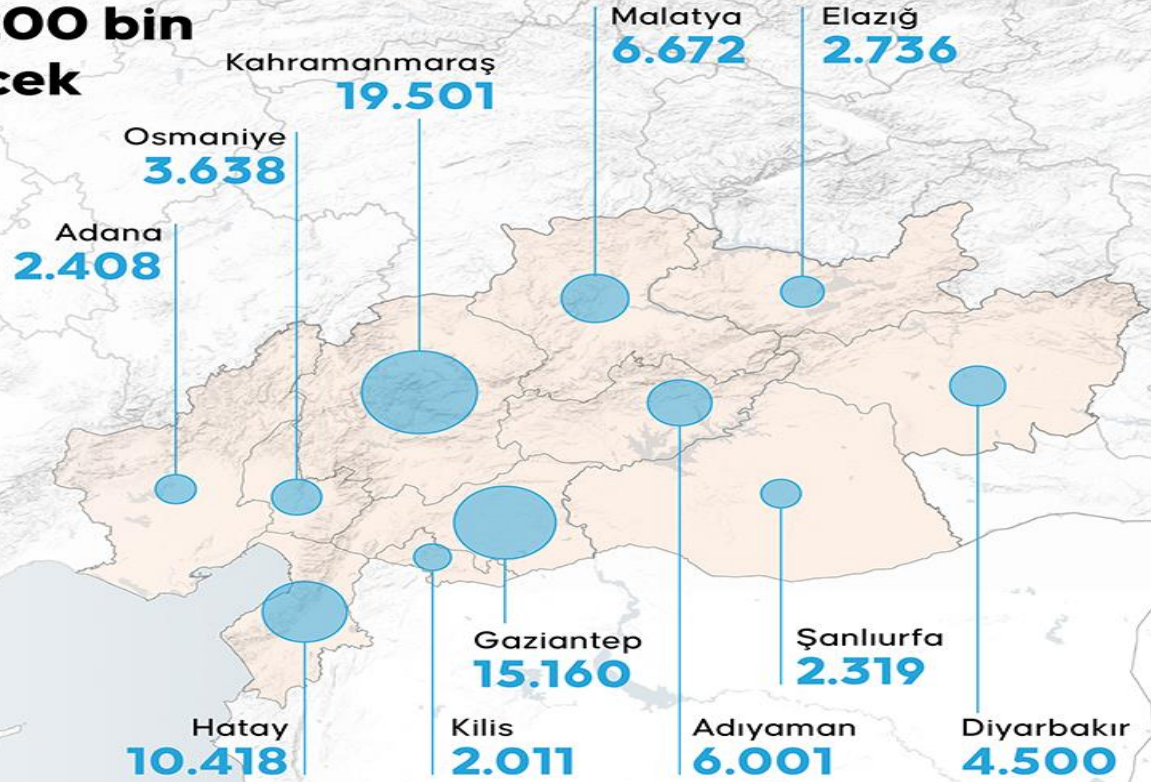 00 bin
cek
Malatya
6.672
Elazığ
2.736
Kahramanmaraş
19.501
Osmaniye
3.638
Adana
2.408
Gaziantep
15.160
Şanlıurfa
2.319
Hatay
10.418
Kilis
2.011
Adıyaman
6.001
Diyarbakır
4.500